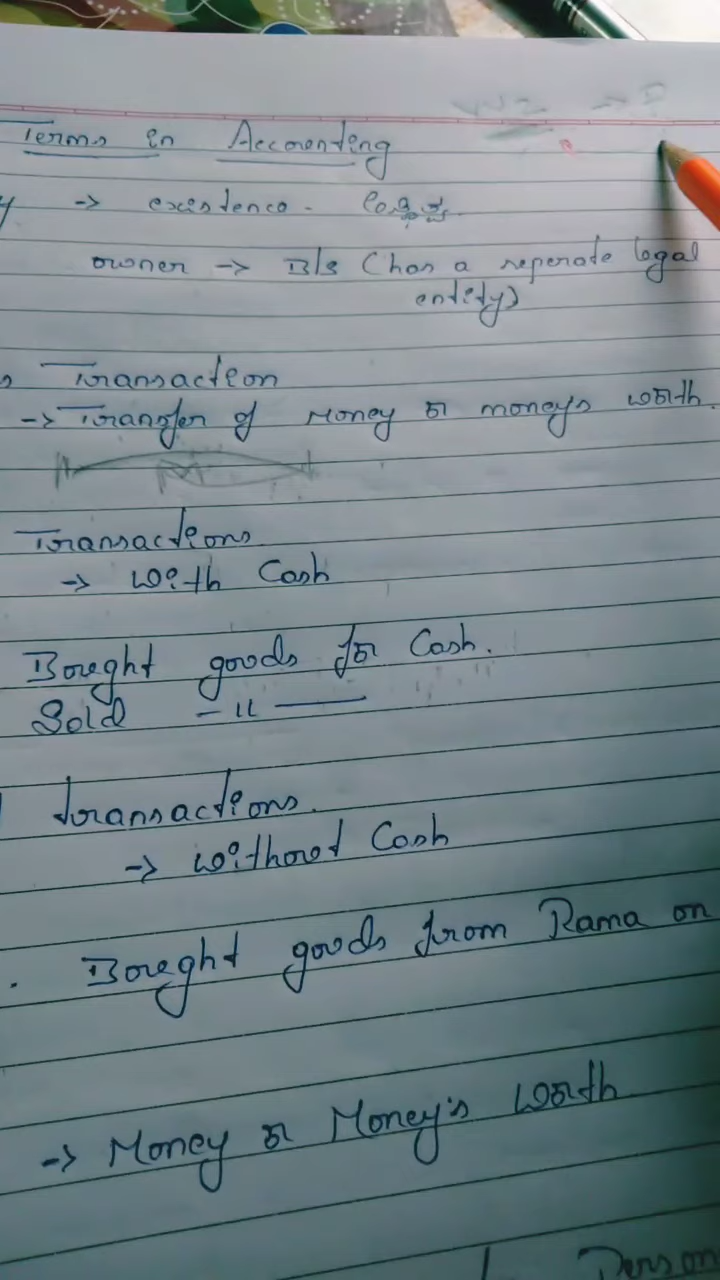 Terms in Accounting
y -> existence.
owner -> B/s (has a seperate legal
entity)
s Transaction
-> Transfer of Money or moneys worth.
Transactions
-> with Cash
Bought goods for Cash.
Sold -"-
transactions.
-> without Cash
Bought goods from Rama on
-> Money or Money's worth
Person